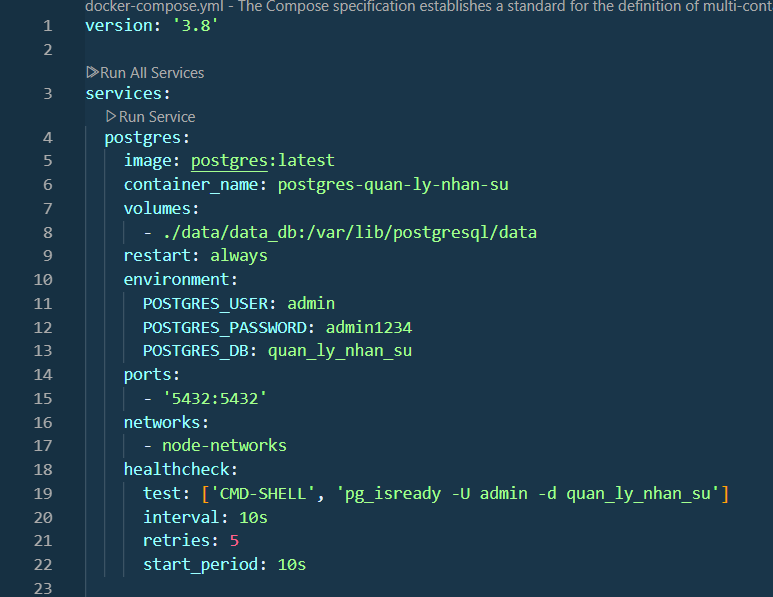 docker-compose.yml - The Compose specification establishes a standard for the definition of multi-cont
1 version: '3.8'
2
Run All Services
3 services:
Run Service
4 postgres:
5 image: postgres:latest
6 container_name: postgres-quan-ly-nhan-su
7 volumes:
8 - ./data/data_db:/var/lib/postgresql/data
9 restart: always
10 environment:
11 POSTGRES_USER: admin
12 POSTGRES_PASSWORD: admin1234
13 POSTGRES_DB: quan_ly_nhan_su
14 ports:
15 - '5432:5432'
16 networks:
17 - node-networks
18 healthcheck:
19 test: ['CMD-SHELL', 'pg_isready -U admin -d quan_ly_nhan_su']
20 interval: 10s
21 retries: 5
22 start_period: 10s
23